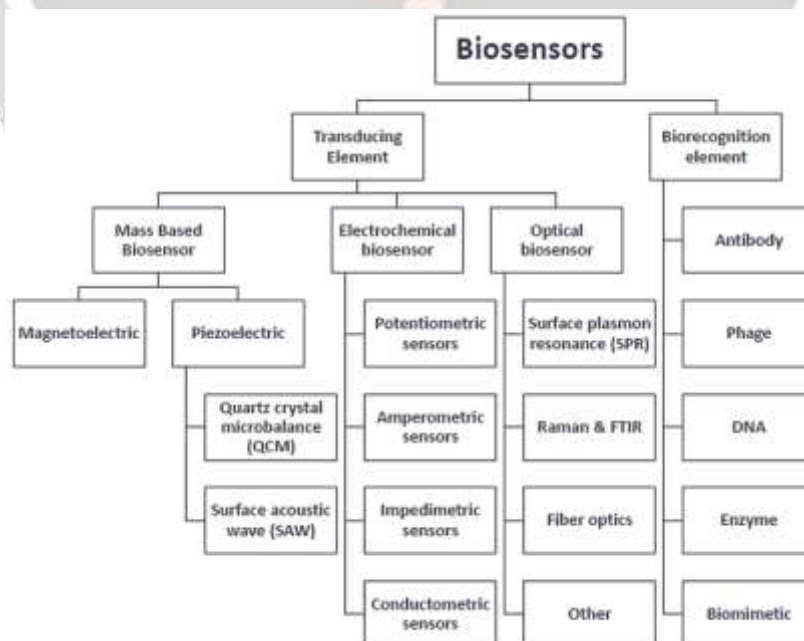 Biosensors
Transducing
Element
Biorecognition
element
Mass Based
Biosensor
Electrochemical
biosensor
Optical
biosensor
Antibody
Magnetoelectric
Piezoelectric
Potentiometric
sensors
Surface plasmon
resonance (SPR)
Phage
Quartz crystal
microbalance
(QCM)
Amperometric
sensors
Raman & FTIR
DNA
Surface acoustic
wave (SAW)
Impedimetric
sensors
Fiber optics
Enzyme
Conductometric
sensors
Other
Biomimetic